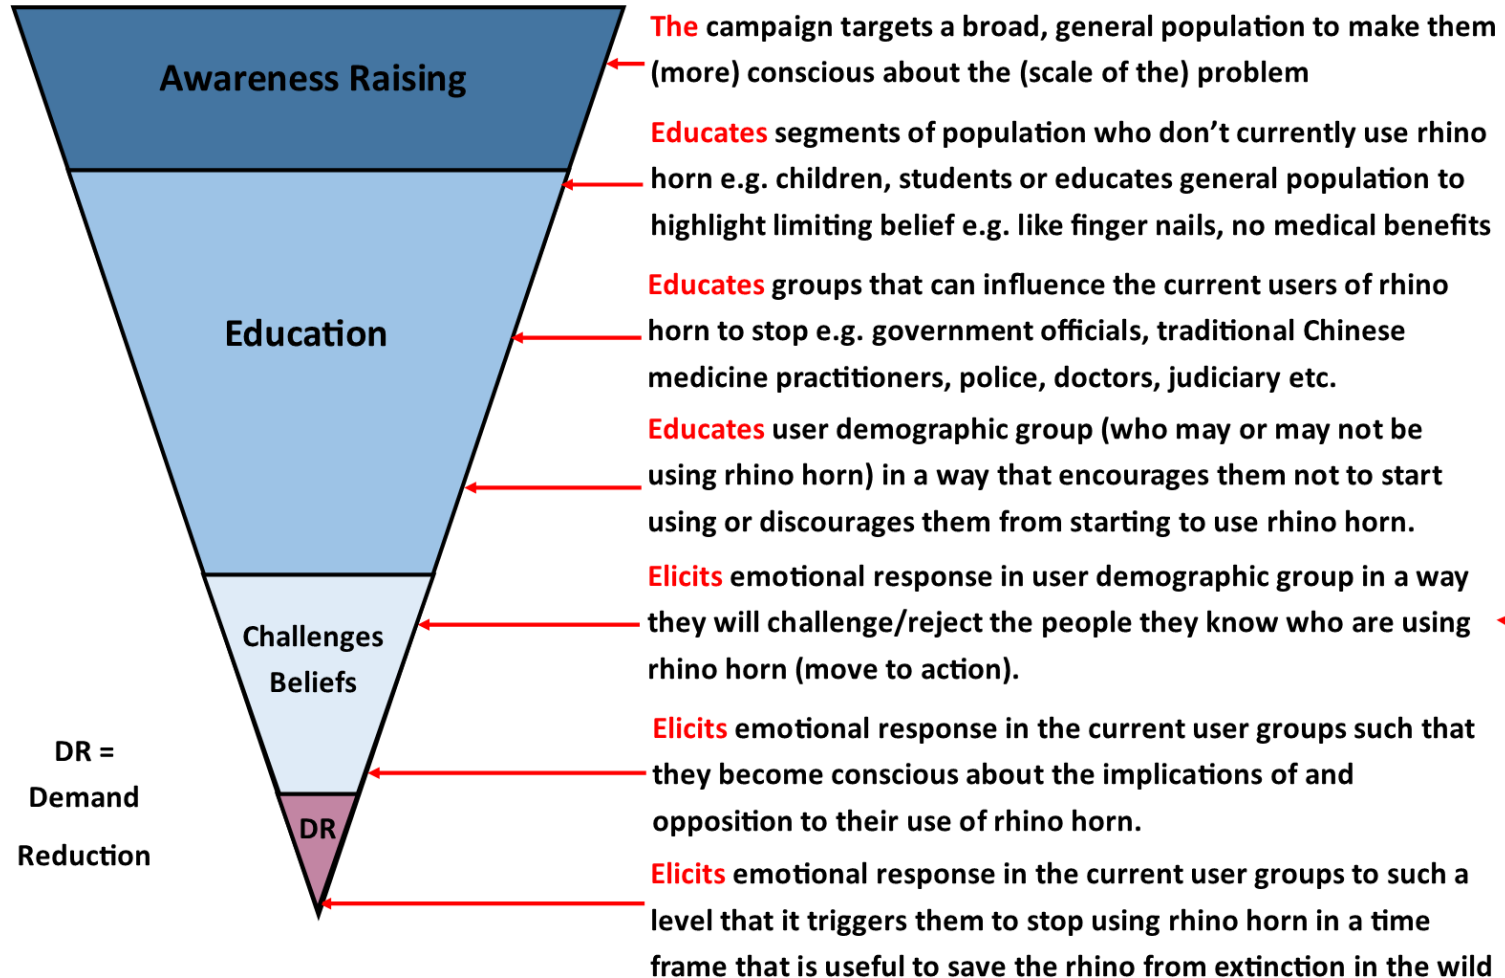 Awareness Raising
The campaign targets a broad, general population to make them
(more) conscious about the (scale of the) problem
Educates segments of population who don't currently use rhino
horn e.g. children, students or educates general population to
highlight limiting belief e.g. like finger nails, no medical benefits
Education
Educates groups that can influence the current users of rhino
horn to stop e.g. government officials, traditional Chinese
medicine practitioners, police, doctors, judiciary etc.
Educates user demographic group (who may or may not be
using rhino horn) in a way that encourages them not to start
using or discourages them from starting to use rhino horn.
Challenges
Beliefs
Elicits emotional response in user demographic group in a way
they will challenge/reject the people they know who are using
rhino horn (move to action).
Elicits emotional response in the current user groups such that
they become conscious about the implications of and
opposition to their use of rhino horn.
DR =
Demand
Reduction
DR
Elicits emotional response in the current user groups to such a
level that it triggers them to stop using rhino horn in a time
frame that is useful to save the rhino from extinction in the wild